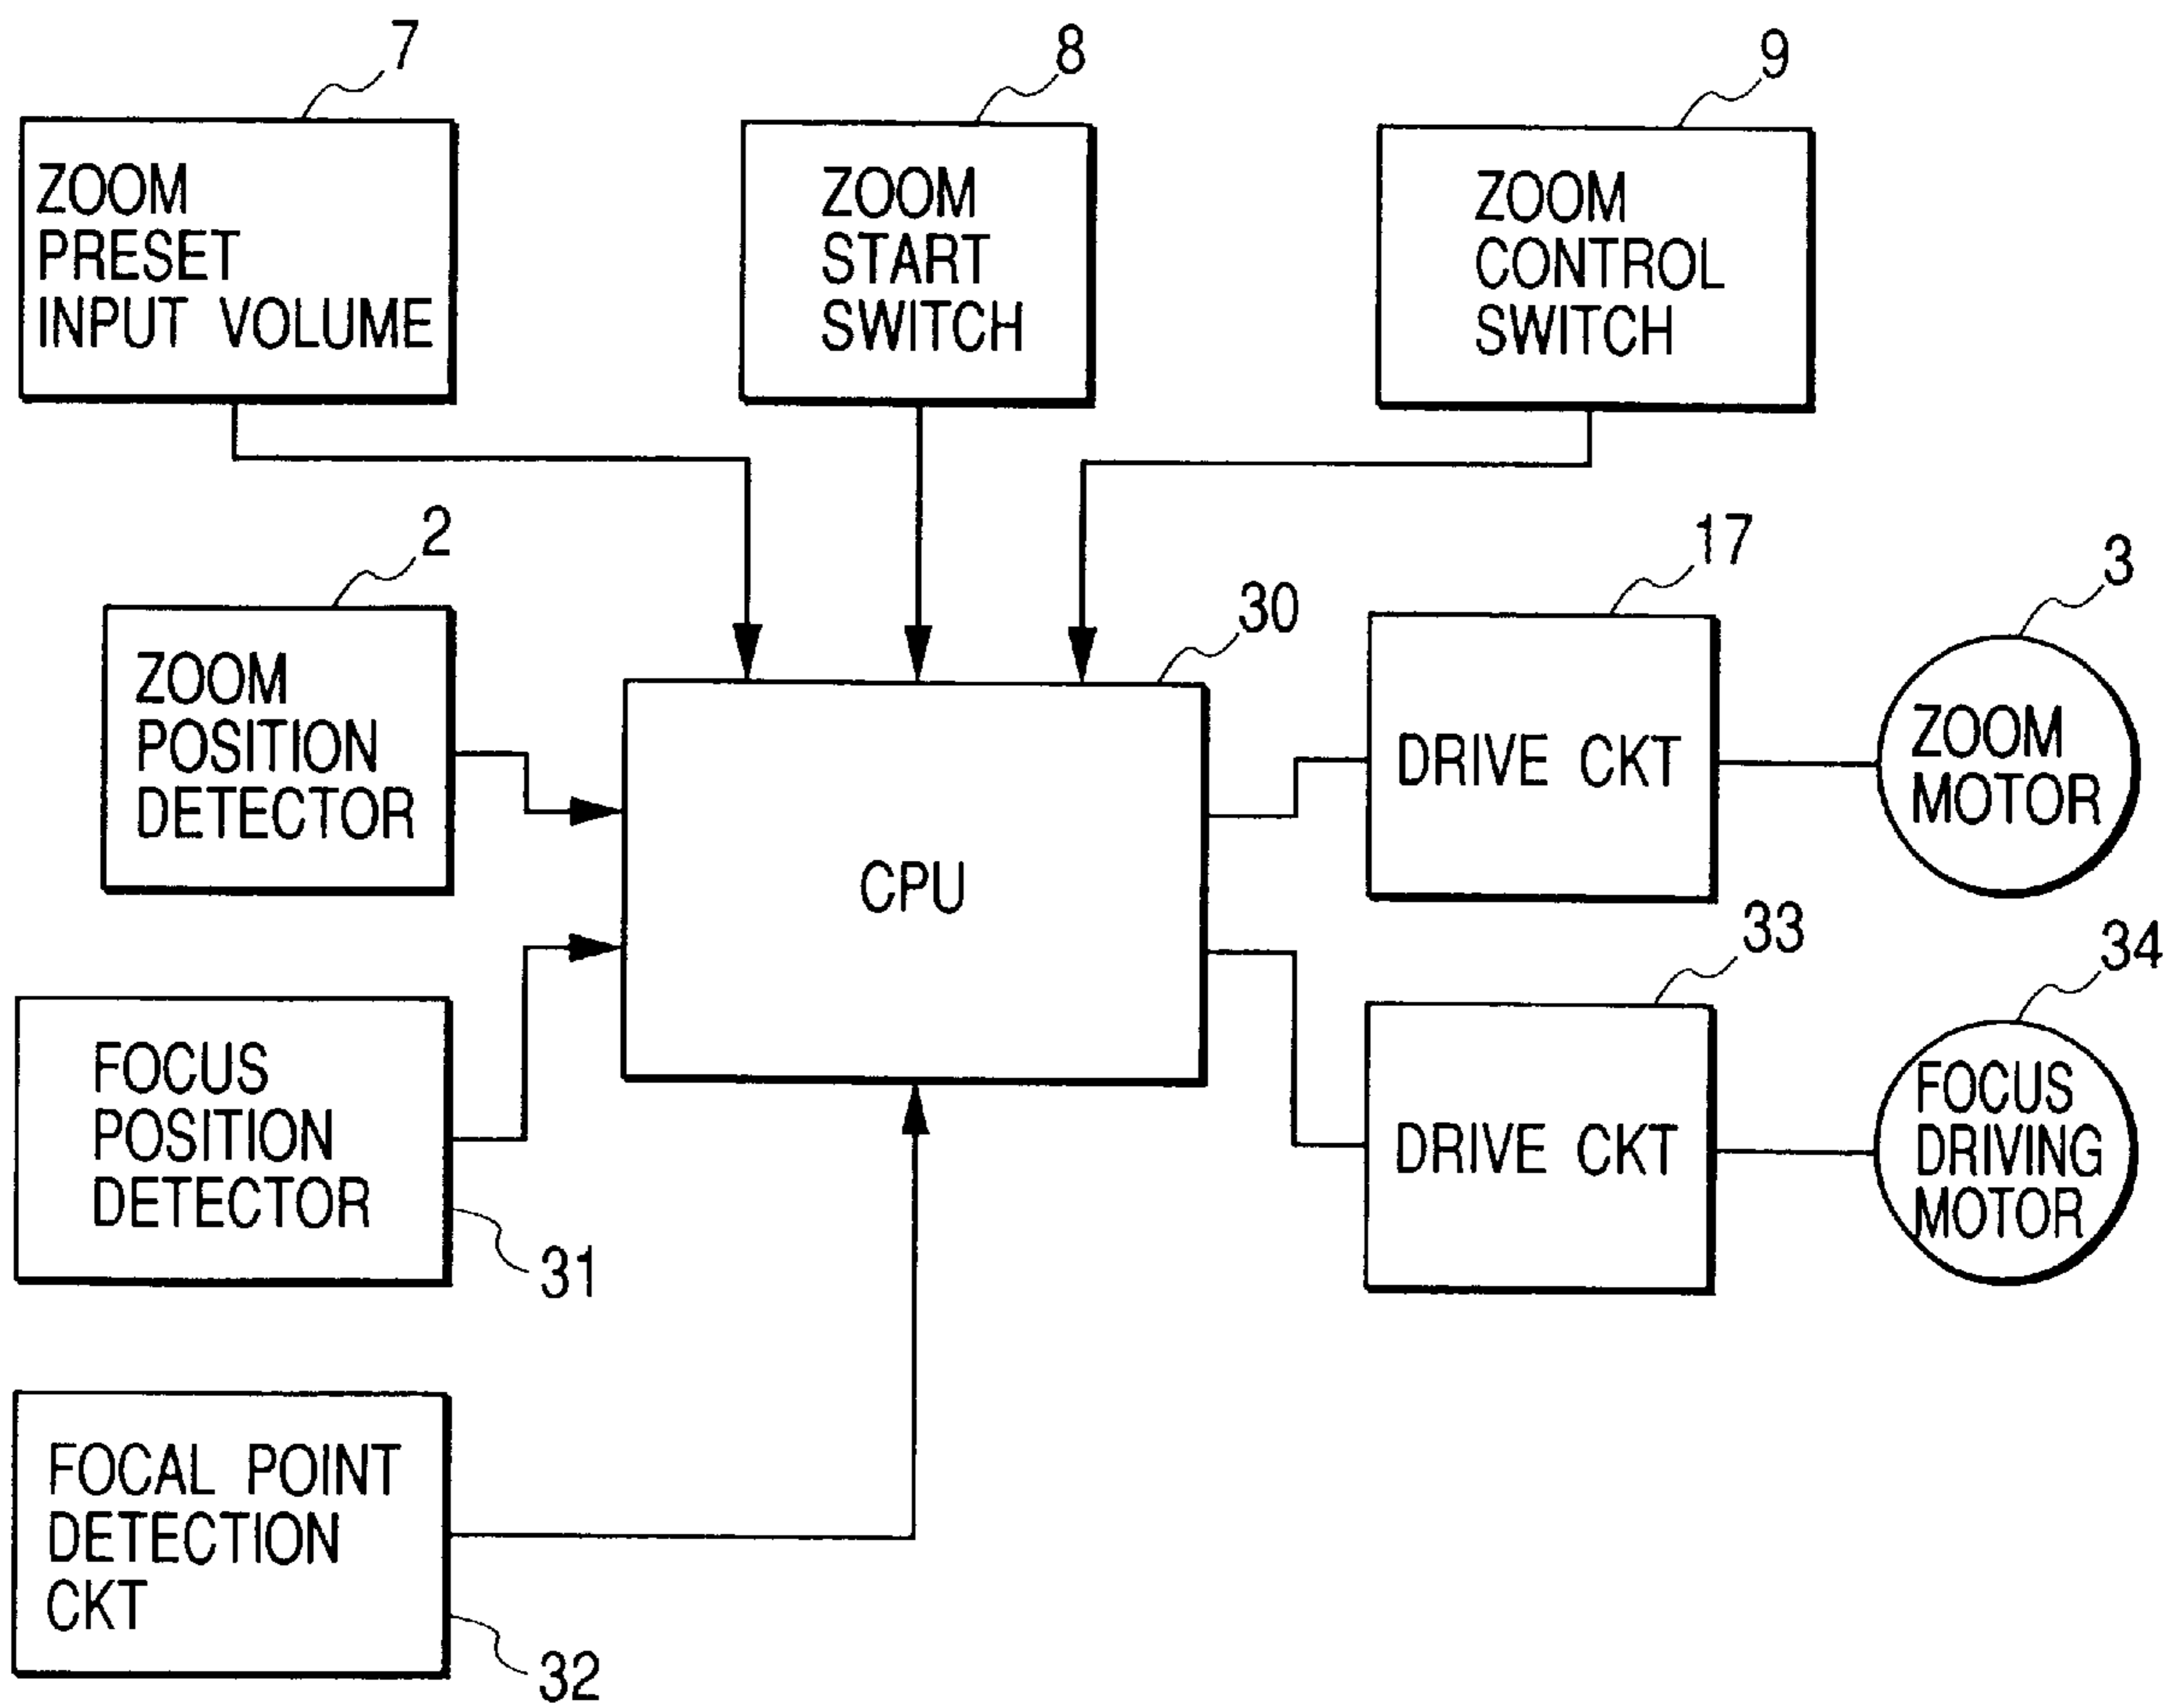 7
8
9
ZOOM
PRESET
INPUT VOLUME
ZOOM
START
SWITCH
ZOOM
CONTROL
SWITCH
2
17
3
30
ZOOM
POSITION
DETECTOR
DRIVE CKT
ZOOM
MOTOR
CPU
33
34
FOCUS
POSITION
DETECTOR
31
DRIVE CKT
FOCUS
DRIVING
MOTOR
FOCAL POINT
DETECTION
CKT
32